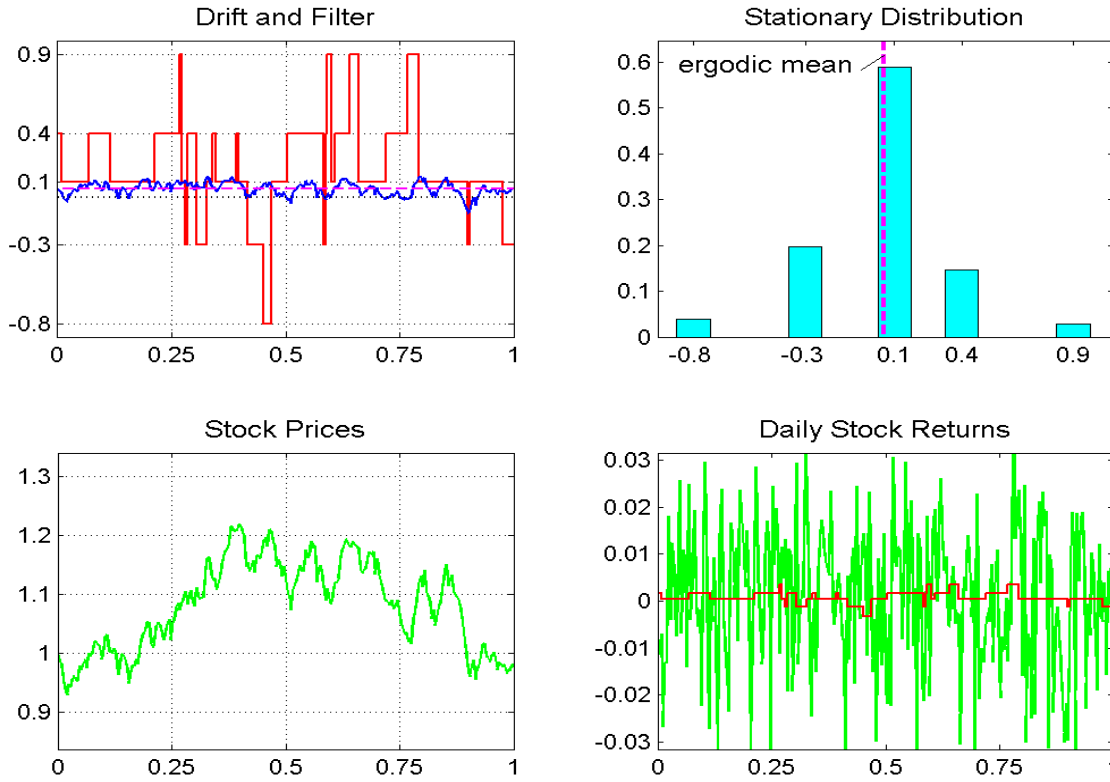 Drift and Filter
0.9
0.4
0.1
-0.3
-0.8
0 0.25 0.5 0.75 1
Stationary Distribution
ergodic mean
0.6
0.5
0.4
0.3
0.2
0.1
0
-0.8 -0.3 0.1 0.4 0.9
Stock Prices
1.3
1.2
1.1
1
0.9
0 0.25 0.5 0.75 1
Daily Stock Returns
0.03
0.02
0.01
0
-0.01
-0.02
-0.03
0 0.25 0.5 0.75